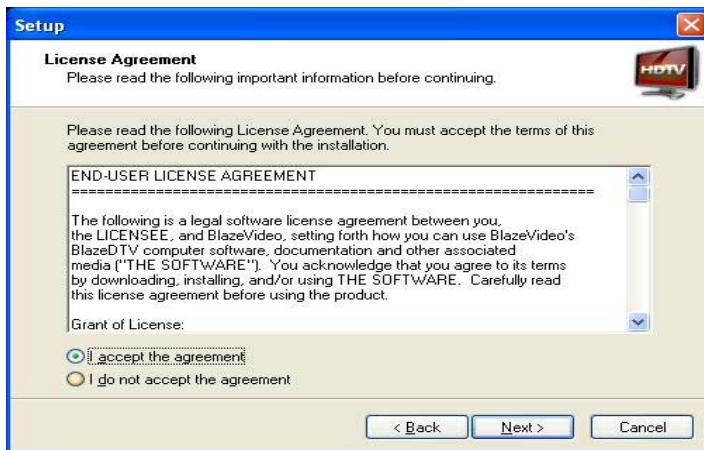 Setup
License Agreement
Please read the following important information before continuing.
HDTV
Please read the following License Agreement. You must accept the terms of this
agreement before continuing with the installation.
END-USER LICENSE AGREEMENT
==============================================================
The following is a legal software license agreement between you,
the LICENSEE, and BlazeVideo, setting forth how you can use BlazeVideo's
BlazeDTV computer software, documentation and other associated
media ("THE SOFTWARE"). You acknowledge that you agree to its terms
by downloading, installing, and/or using THE SOFTWARE. Carefully read
this license agreement before using the product.
Grant of License:
I accept the agreement
I do not accept the agreement
< Back
Next >
Cancel